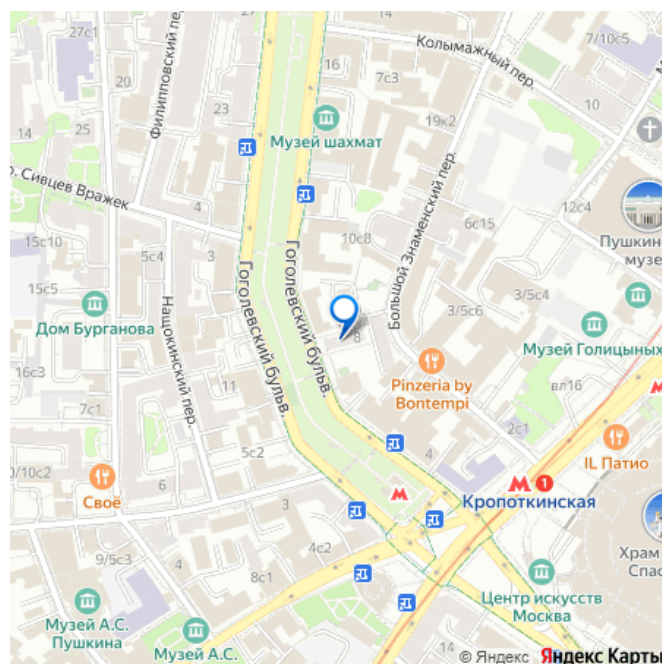 27с1
20
Филипповский пер.
14
25
23
16
7с3
Колымажный пер.
7/10с5
10
19к2
Музей шахмат
р. Сивцев Вражек
4
5с4
15с10
15с5
Дом Бурганова
16с3
7с1
Нащокинский пер.
11
Гоголевский бульв.
Гоголевский бульв.
10с8
Большой Знаменский пер.
6с15
12с4
Пушкин
музе
3/5с4
3/5/6с
Музей Голицыных
8
Pinzeria by
Bontempi
вл16
2с1
4
IL Патио
1
Кропоткинская
5с2
0/10с2
6
Своё
3
9/5с3
4
4с2
8с1
Храм
Спас
Центр искусств
Москва
Музей А.С.
Пушкина
Музей А.С.
© Яндекс Яндекс Карты